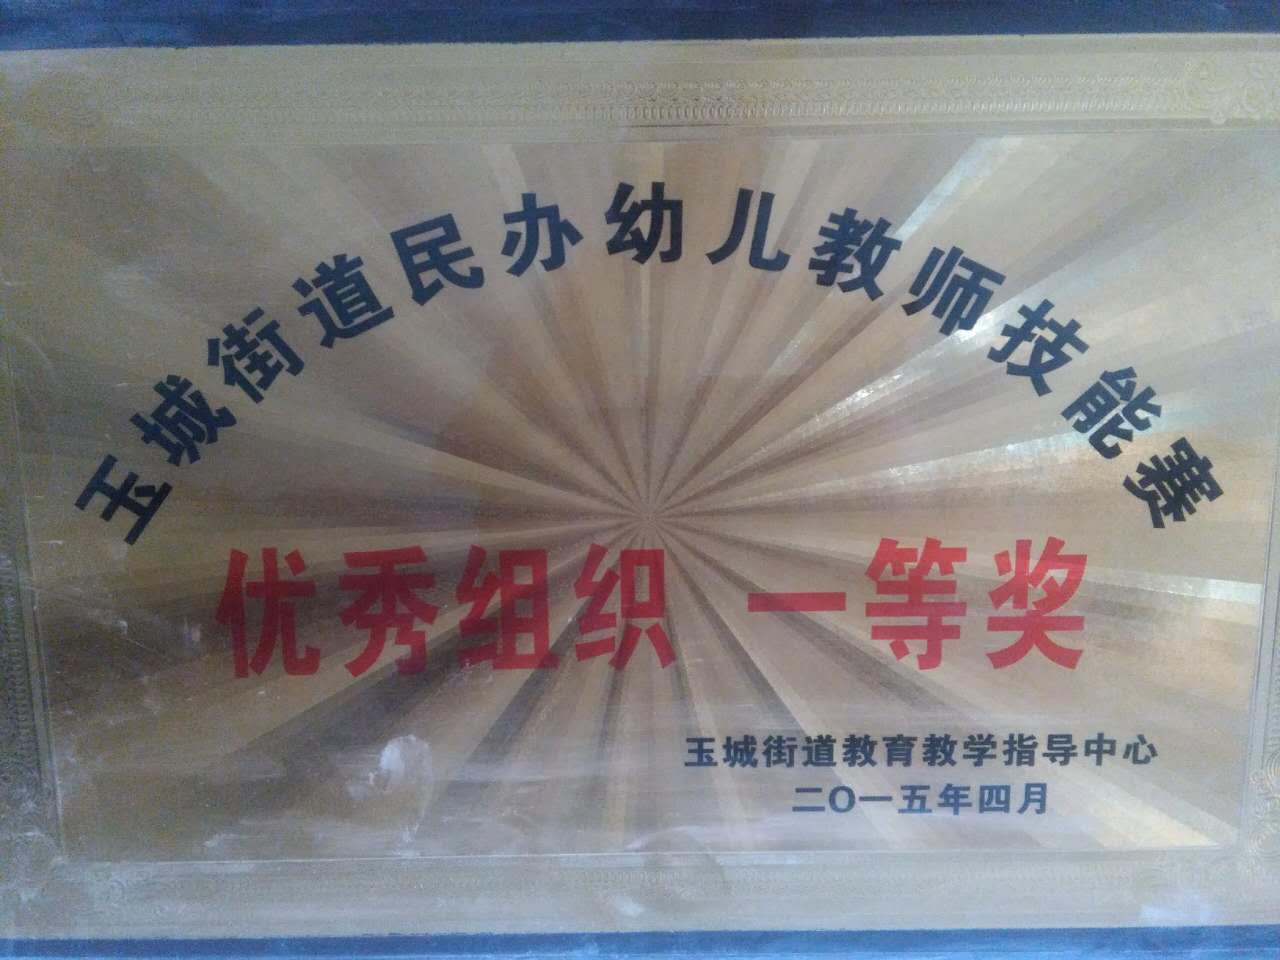 玉城街道民办幼儿教师技能赛
优秀组织 一等奖
玉城街道教育教学指导中心
二〇一五年四月